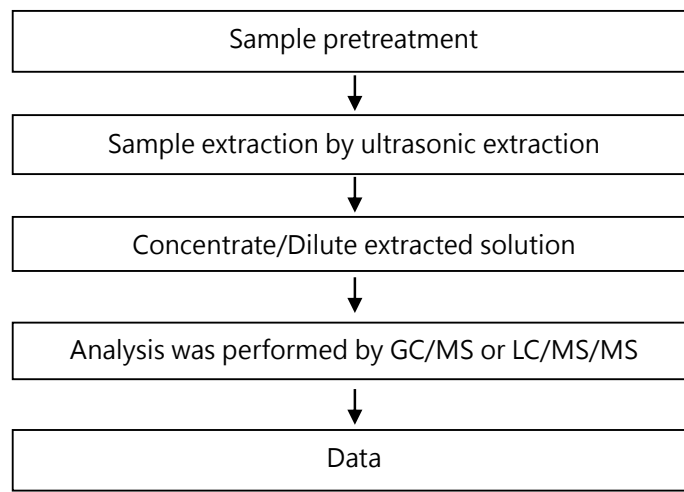 Sample pretreatment
Sample extraction by ultrasonic extraction
Concentrate/Dilute extracted solution
Analysis was performed by GC/MS or LC/MS/MS
Data